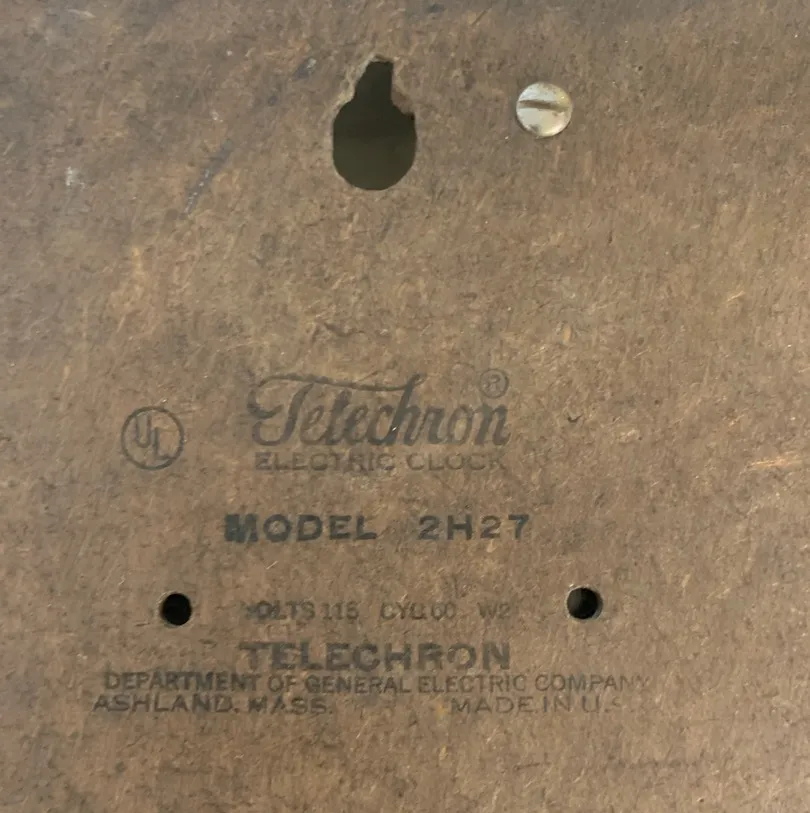 ®
Telechron
UL
ELECTRIC CLOCK
MODEL 2H27
VOLTS 115 CYC. 60 W2
TELECHRON
DEPARTMENT OF GENERAL ELECTRIC COMPANY
ASHLAND, MASS. MADE IN U.S.